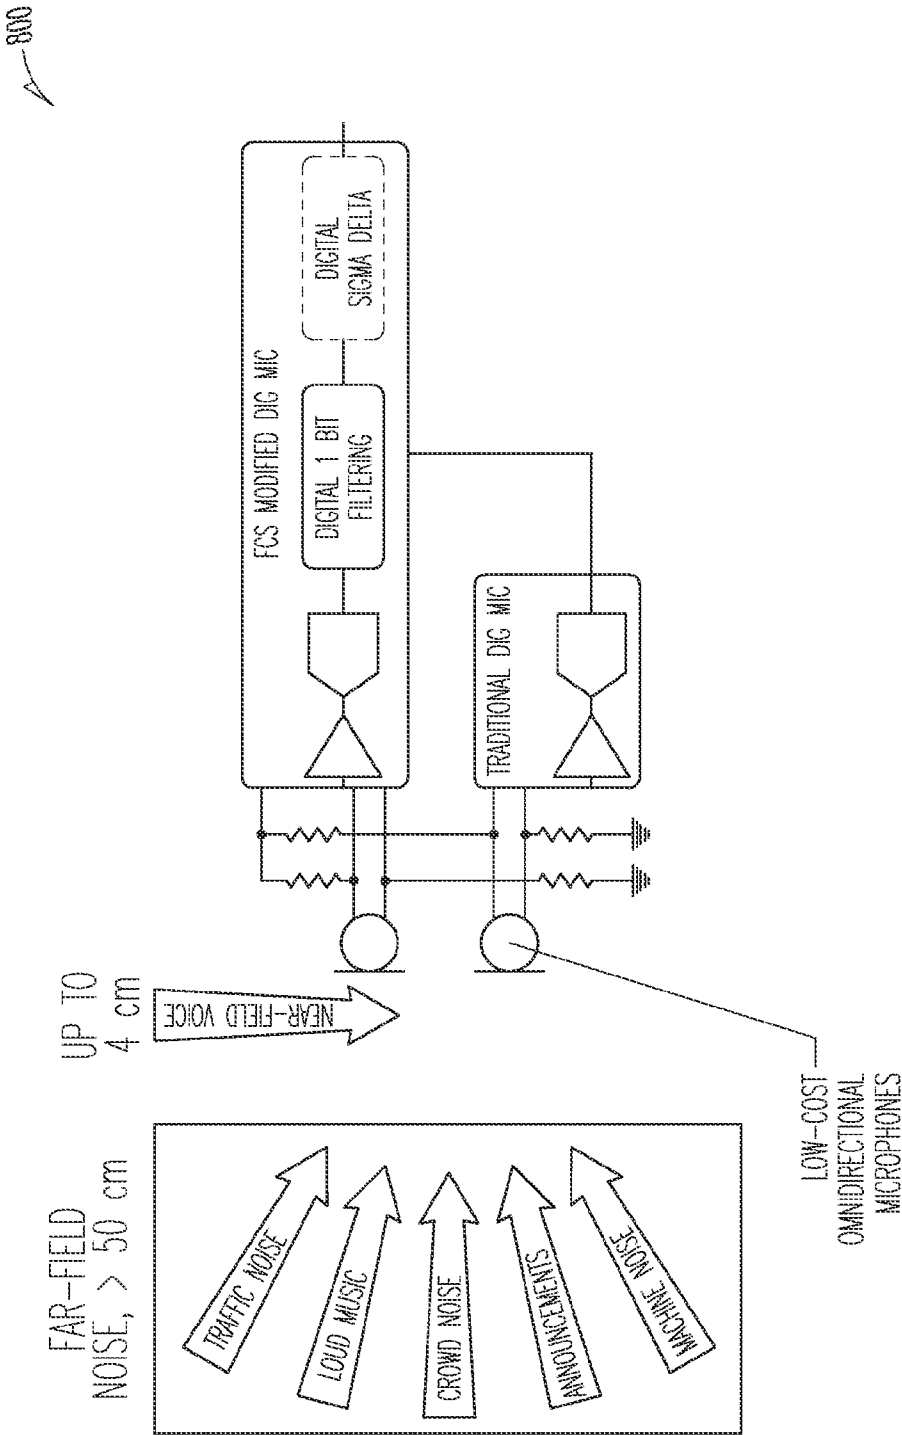 800
FAR-FIELD
NOISE, > 50 cm
TRAFFIC NOISE
LOUD MUSIC
CROWD NOISE
ANNOUNCEMENTS
MACHINE NOISE
UP TO
4 cm
NEAR-FIELD VOICE
FCS MODIFIED DIG MIC
DIGITAL 1 BIT
FILTERING
DIGITAL
SIGMA DELTA
TRADITIONAL DIG MIC
LOW-COST
OMNIDIRECTIONAL
MICROPHONES